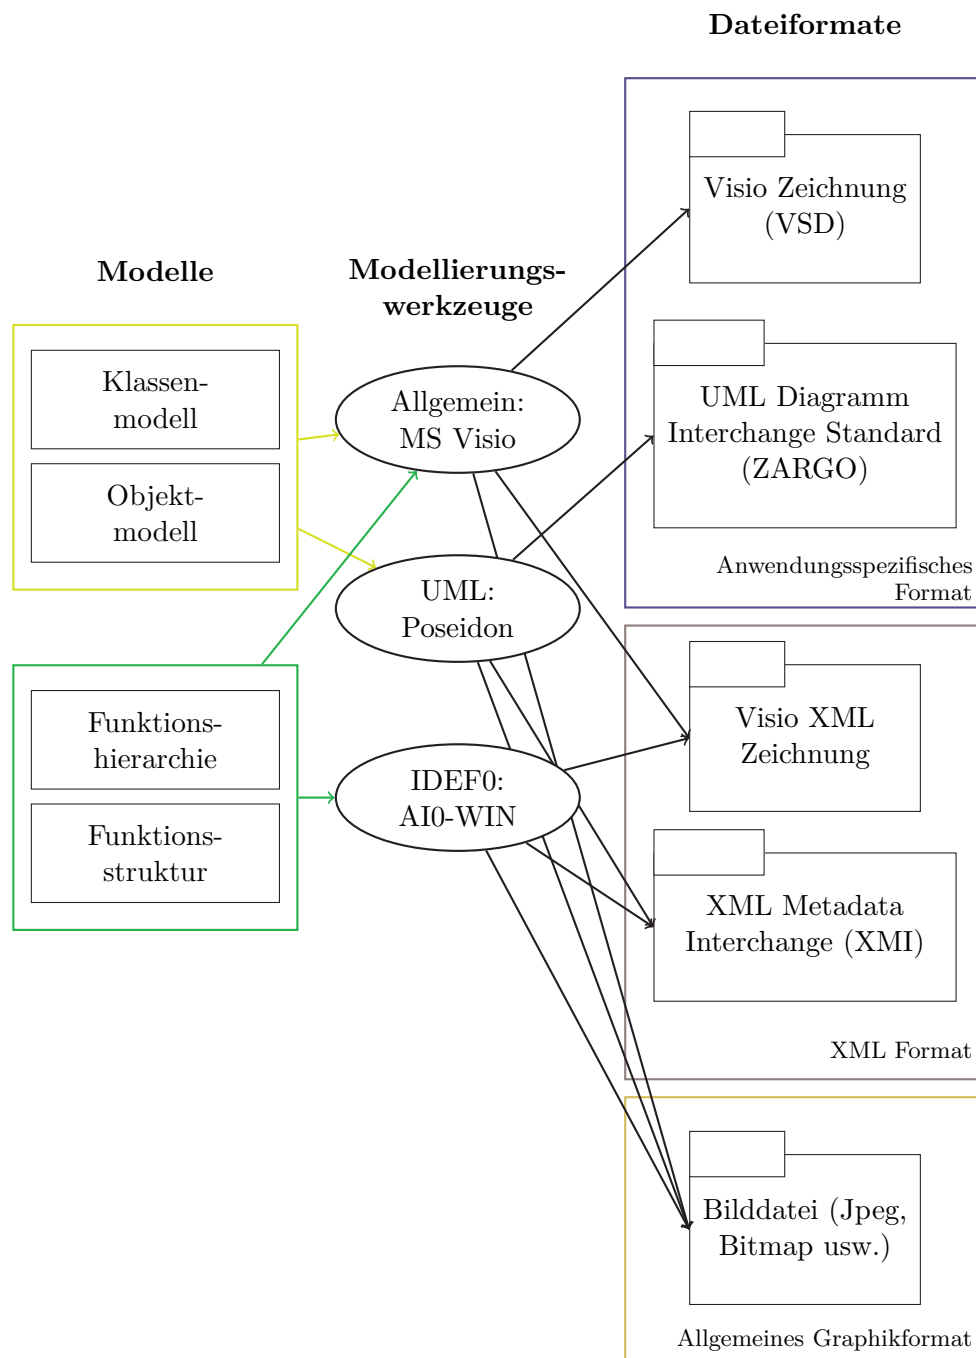 Dateiformate
Visio Zeichnung
(VSD)
Modelle
Modellierungs-
werkzeuge
Klassen-
modell
Objekt-
modell
Allgemein:
MS Visio
UML Diagramm
Interchange Standard
(ZARGO)
Anwendungsspezifisches
Format
UML:
Poseidon
Funktions-
hierarchie
Funktions-
struktur
IDEF0:
AI0-WIN
Visio XML
Zeichnung
XML Metadata
Interchange (XMI)
XML Format
Bilddatei (Jpeg,
Bitmap usw.)
Allgemeines Graphikformat